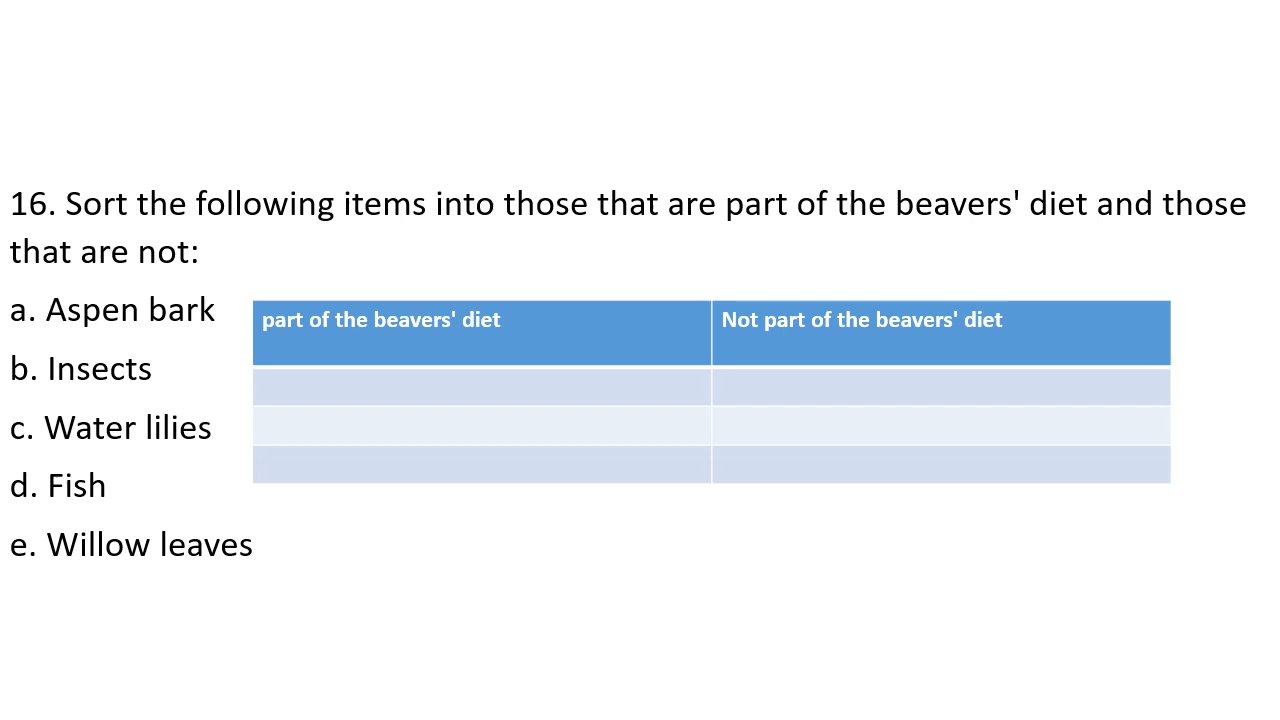 16. Sort the following items into those that are part of the beavers' diet and those
that are not:
a. Aspen bark
part of the beavers' diet
Not part of the beavers' diet
b. Insects
c. Water lilies
d. Fish
e. Willow leaves